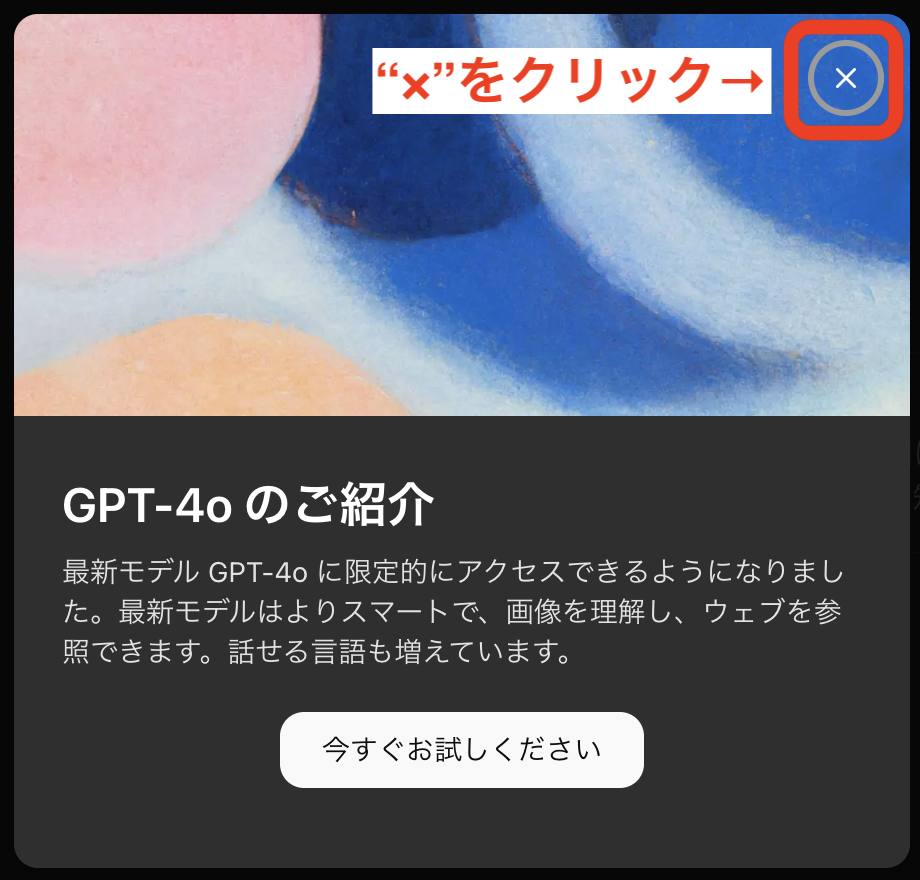 “×”をクリック→
×
GPT-4o のご紹介
最新モデル GPT-4o に限定的にアクセスできるようになりまし
た。最新モデルはよりスマートで、画像を理解し、ウェブを参
照できます。話せる言語も増えています。
今すぐお試しください